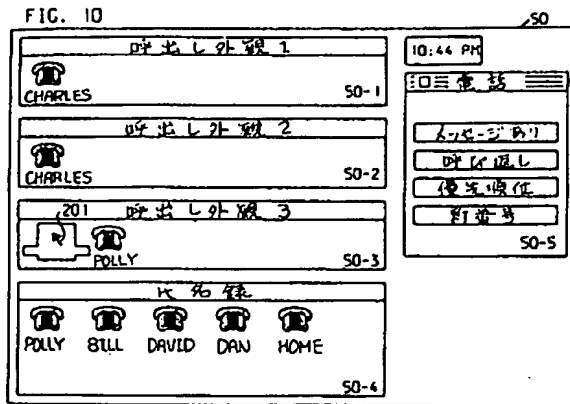 FIG. 10
50
呼出し外観 1
CHARLES
50-1
呼出し外観 2
CHARLES
50-2
201
呼出し外観 3
POLLY
50-3
氏名録
POLLY BILL DAVID DAN HOME
50-4
10:44 PM
電話
メッセージあり
呼び返し
優先順位
短番号
50-5